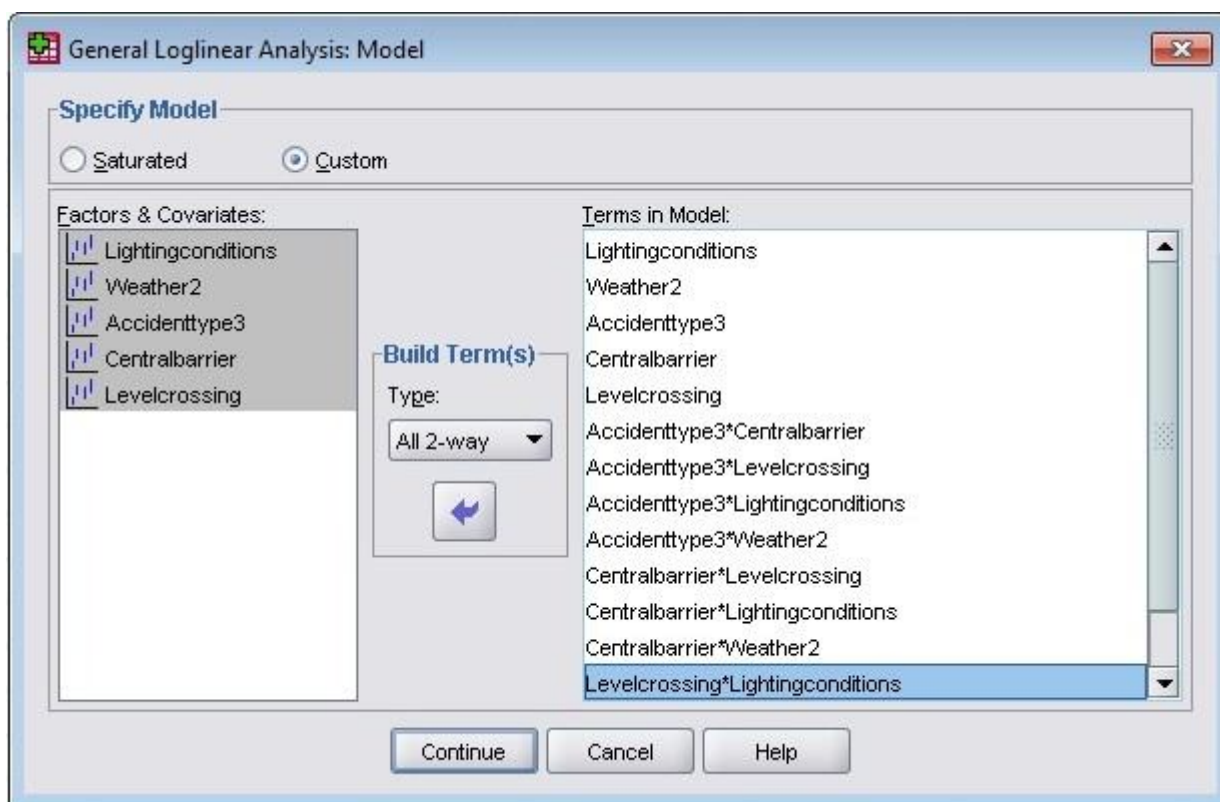 General Loglinear Analysis: Model
Specify Model
Saturated
Custom
Factors & Covariates:
Lightingconditions
Weather2
Accidenttype3
Centralbarrier
Levelcrossing
Build Term(s)
Type:
All 2-way
Terms in Model:
Lightingconditions
Weather2
Accidenttype3
Centralbarrier
Levelcrossing
Accidenttype3*Centralbarrier
Accidenttype3*Levelcrossing
Accidenttype3*Lightingconditions
Accidenttype3*Weather2
Centralbarrier*Levelcrossing
Centralbarrier*Lightingconditions
Centralbarrier*Weather2
Levelcrossing*Lightingconditions
Continue
Cancel
Help